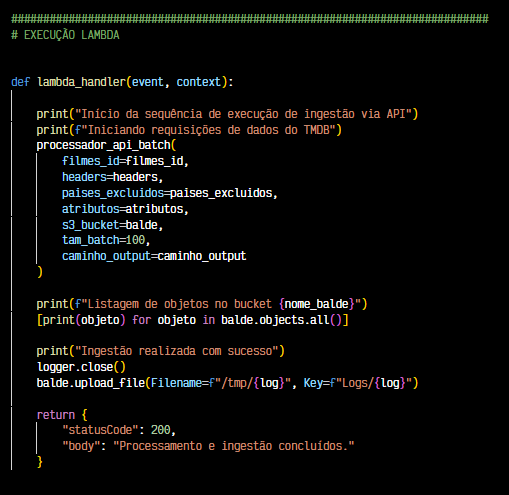 ##########################################################################
# EXECUÇÃO LAMBDA
def lambda_handler(event, context):
print("Início da sequência de execução de ingestão via API")
print(f"Iniciando requisições de dados do TMDB")
processador_api_batch(
filmes_id=filmes_id,
headers=headers,
paises_excluidos=paises_excluidos,
atributos=atributos,
s3_bucket=balde,
tam_batch=100,
caminho_output=caminho_output
)
print(f"Listagem de objetos no bucket {nome_balde}")
[print(objeto) for objeto in balde.objects.all()]
print("Ingestão realizada com sucesso")
logger.close()
balde.upload_file(Filename=f"/tmp/{log}", Key=f"Logs/{log}")
return {
"statusCode": 200,
"body": "Processamento e ingestão concluídos."
}